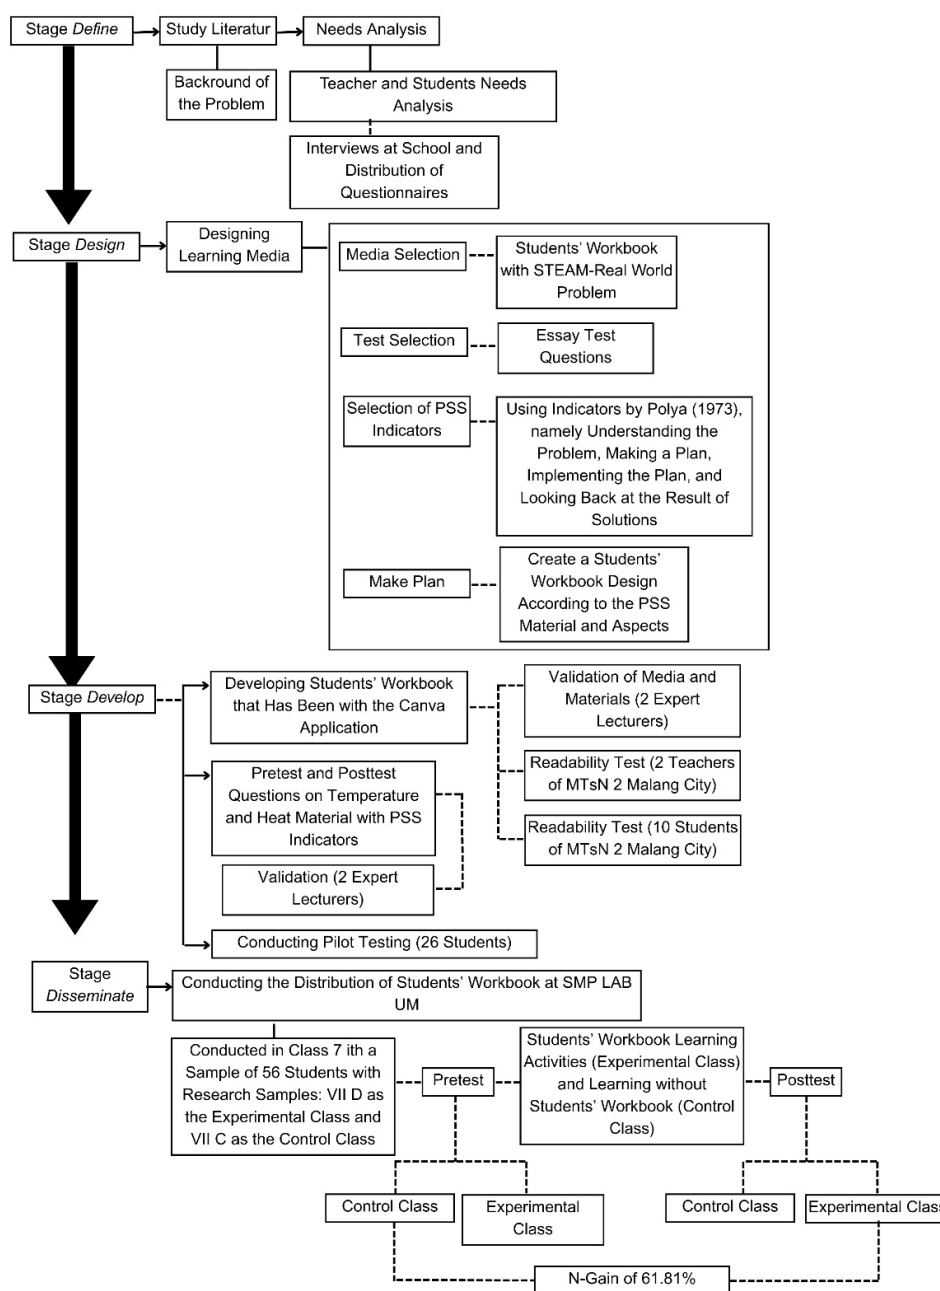 Stage Define
Study Literatur
Needs Analysis
Backround of
the Problem
Teacher and Students Needs
Analysis
Interviews at School and
Distribution of
Questionnaires
Stage Design
Designing
Learning Media
Media Selection
Students' Workbook
with STEAM-Real World
Problem
Test Selection
Essay Test
Questions
Selection of PSS
Indicators
Using Indicators by Polya (1973),
namely Understanding the
Problem, Making a Plan,
Implementing the Plan, and
Looking Back at the Result of
Solutions
Make Plan
Create a Students'
Workbook Design
According to the PSS
Material and Aspects
Stage Develop
Developing Students' Workbook
that Has Been with the Canva
Application
Validation of Media and
Materials (2 Expert
Lecturers)
Readability Test (2 Teachers
of MTsN 2 Malang City)
Readability Test (10 Students
of MTsN 2 Malang City)
Pretest and Posttest
Questions on Temperature
and Heat Material with PSS
Indicators
Validation (2 Expert
Lecturers)
Conducting Pilot Testing (26 Students)
Stage
Disseminate
Conducting the Distribution of Students' Workbook at SMP LAB
UM
Conducted in Class 7 ith a
Sample of 56 Students with
Research Samples: VII D as
the Experimental Class and
VII C as the Control Class
Pretest
Students' Workbook Learning
Activities (Experimental Class)
and Learning without
Students' Workbook (Control
Class)
Posttest
Control Class
Experimental
Class
Control Class
Experimental Class
N-Gain of 61.81%